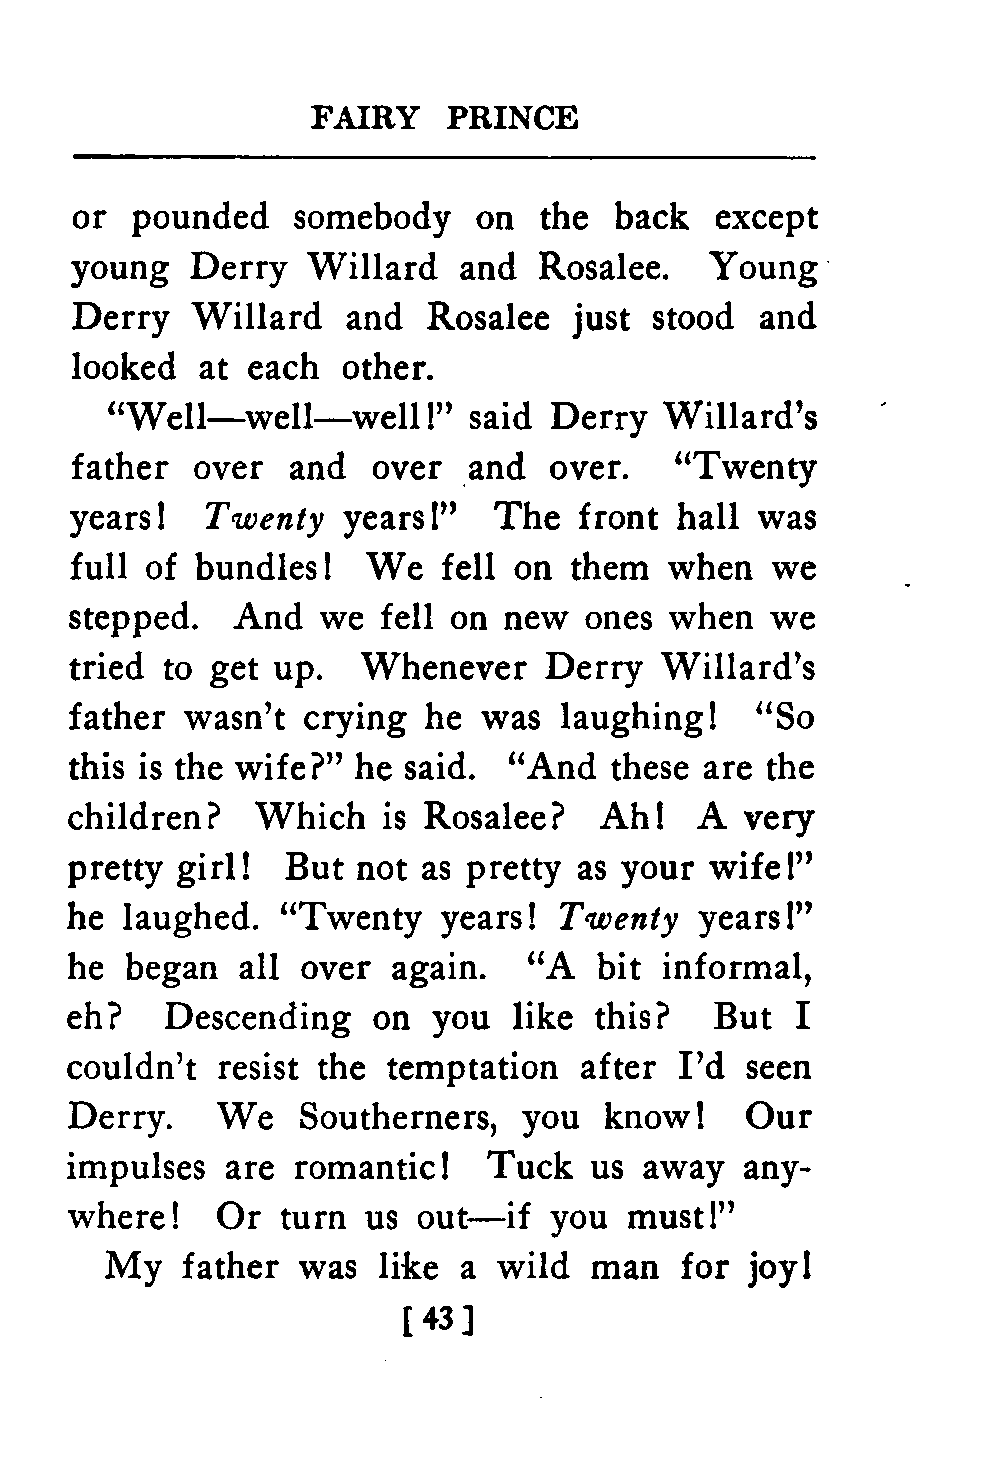 FAIRY PRINCE
or pounded somebody on the back except
young Derry Willard and Rosalee. Young
Derry Willard and Rosalee just stood and
looked at each other.
“Well—well—well!” said Derry Willard’s
father over and over and over. “Twenty
years! Twenty years!” The front hall was
full of bundles! We fell on them when we
stepped. And we fell on new ones when we
tried to get up. Whenever Derry Willard’s
father wasn’t crying he was laughing! “So
this is the wife?” he said. “And these are the
children? Which is Rosalee? Ah! A very
pretty girl! But not as pretty as your wife!”
he laughed. “Twenty years! Twenty years!”
he began all over again. “A bit informal,
eh? Descending on you like this? But I
couldn’t resist the temptation after I’d seen
Derry. We Southerners, you know! Our
impulses are romantic! Tuck us away any-
where! Or turn us out—if you must!”
My father was like a wild man for joy!
[ 43 ]